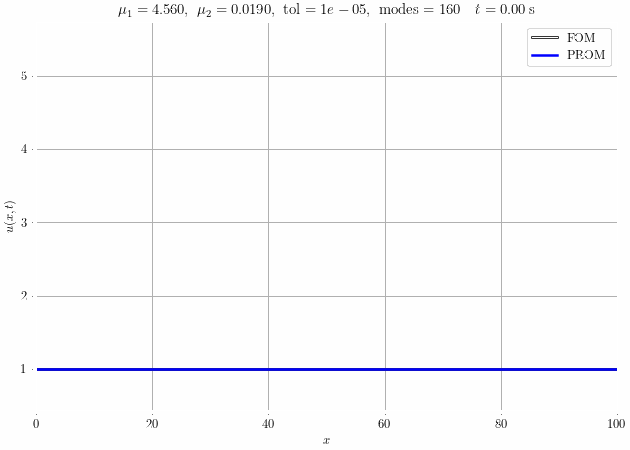 μ₁ = 4.560, μ₂ = 0.0190, tol = 1e − 05, modes = 160 t = 0.00 s
FOM
PROM
5
4
3
2
1
u(x, t)
0 20 40 60 80 100
x